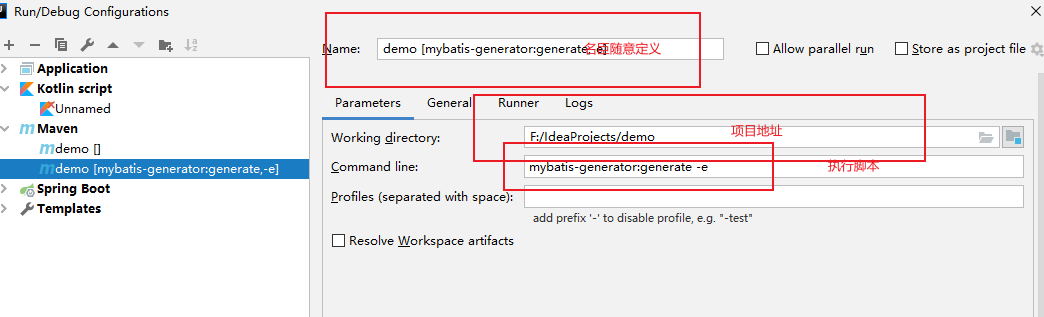 Run/Debug Configurations
Name: demo [mybatis-generator:generate,-e] 名称随意定义
Allow parallel run
Store as project file
Application
Kotlin script
Unnamed
Maven
demo []
demo [mybatis-generator:generate,-e]
Spring Boot
Templates
Parameters General Runner Logs
Working directory: F:/IdeaProjects/demo 项目地址
Command line: mybatis-generator:generate -e 执行脚本
Profiles (separated with space):
add prefix '-' to disable profile, e.g. "-test"
Resolve Workspace artifacts